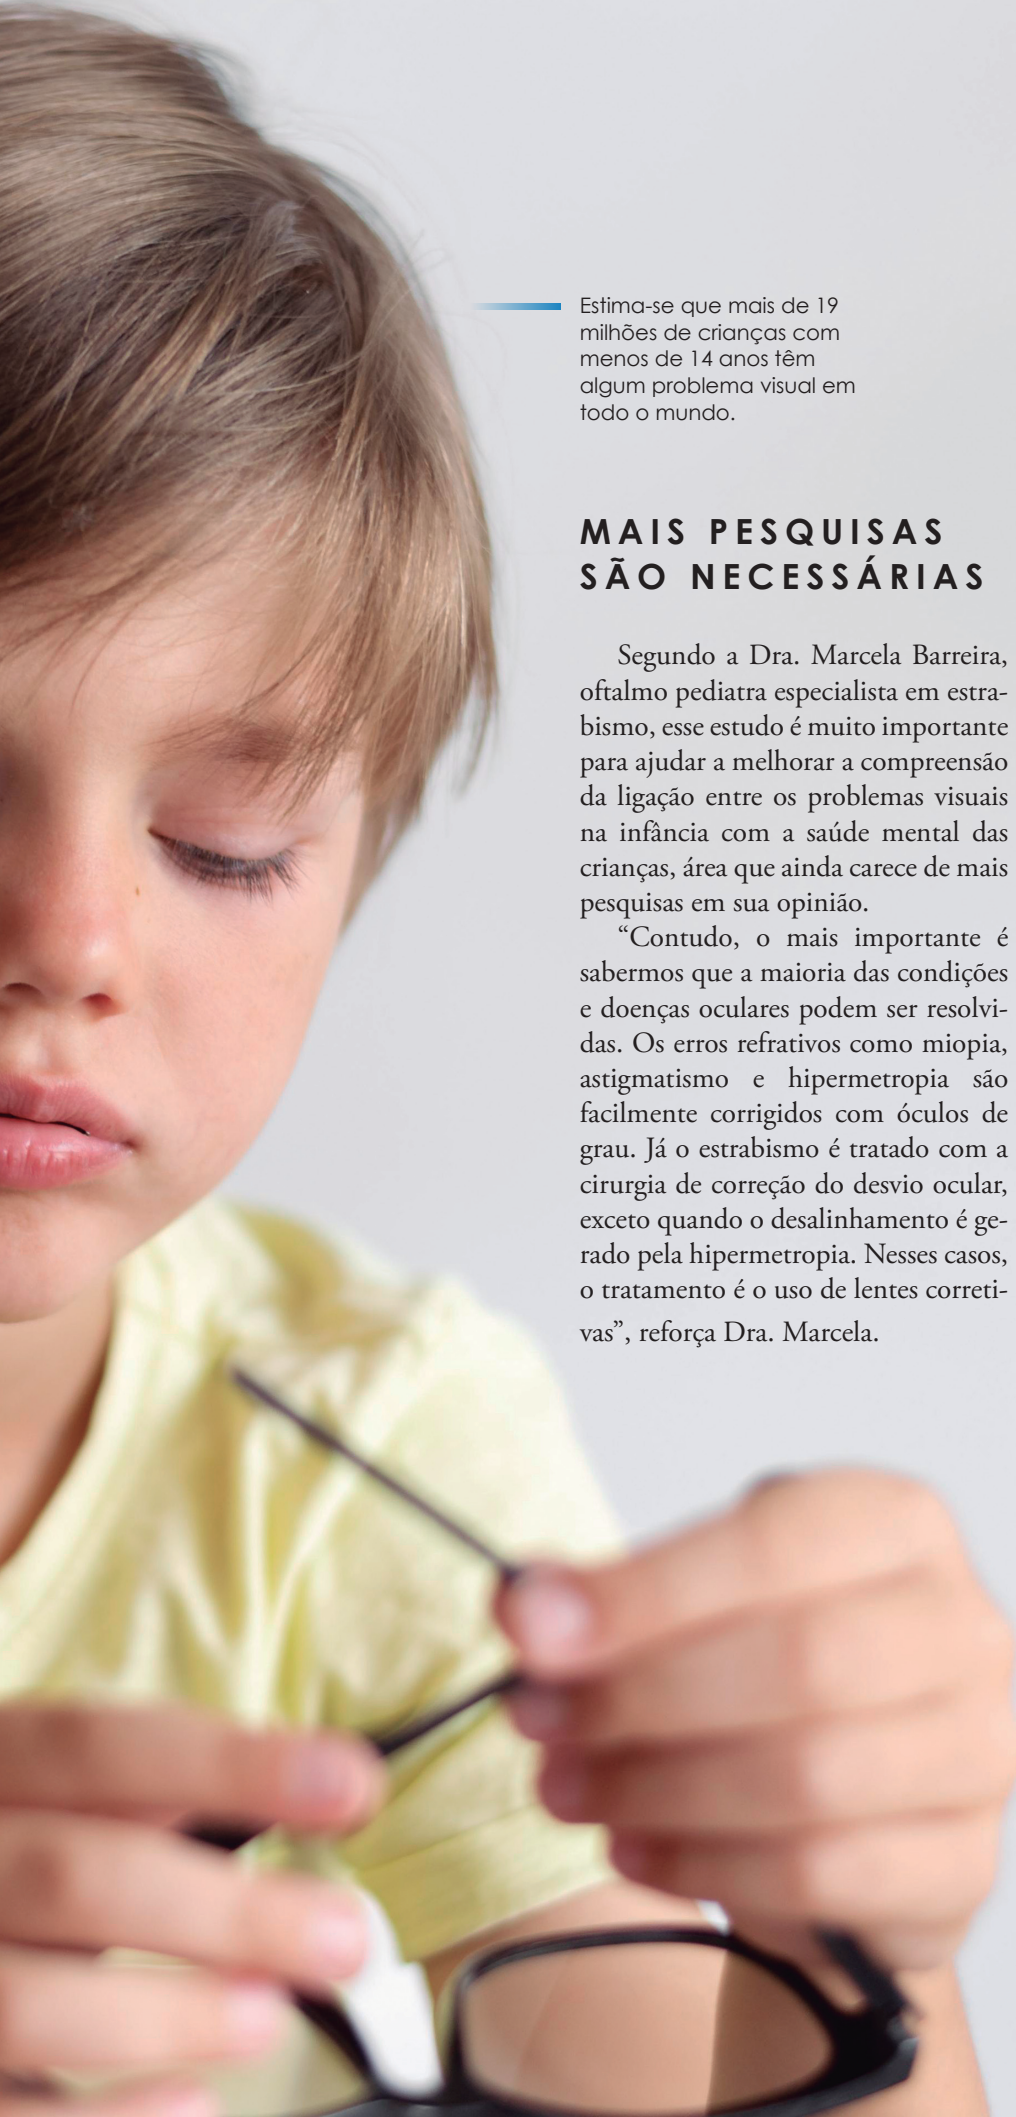 Estima-se que mais de 19
milhões de crianças com
menos de 14 anos têm
algum problema visual em
todo o mundo.
MAIS PESQUISAS
SÃO NECESSÁRIAS
Segundo a Dra. Marcela Barreira,
oftalmo pediatra especialista em estra-
bismo, esse estudo é muito importante
para ajudar a melhorar a compreensão
da ligação entre os problemas visuais
na infância com a saúde mental das
crianças, área que ainda carece de mais
pesquisas em sua opinião.
“Contudo, o mais importante é
sabermos que a maioria das condições
e doenças oculares podem ser resolvi-
das. Os erros refrativos como miopia,
astigmatismo e hipermetropia são
facilmente corrigidos com óculos de
grau. Já o estrabismo é tratado com a
cirurgia de correção do desvio ocular,
exceto quando o desalinhamento é ge-
rado pela hipermetropia. Nesses casos,
o tratamento é o uso de lentes correti-
vas”, reforça Dra. Marcela.